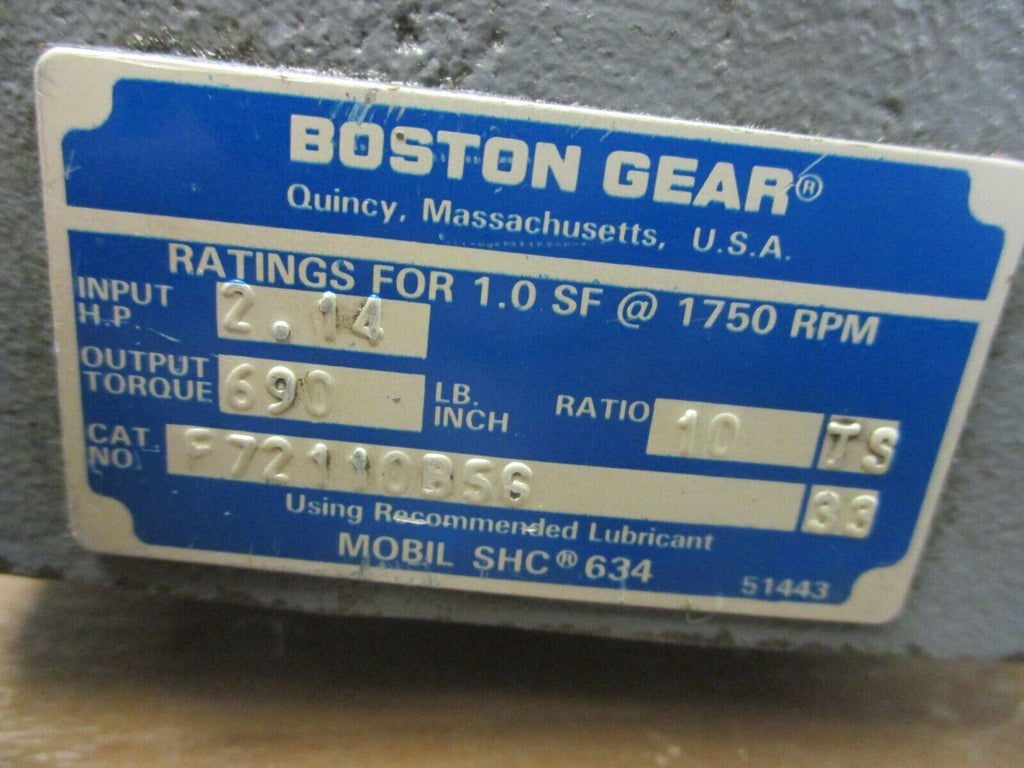 BOSTON GEAR®
Quincy, Massachusetts, U.S.A.
RATINGS FOR 1.0 SF @ 1750 RPM
INPUT H.P. 2.14
OUTPUT TORQUE 690 LB. INCH RATIO 10 TS
CAT. NO F72110B5G 33
Using Recommended Lubricant
MOBIL SHC® 634
51443